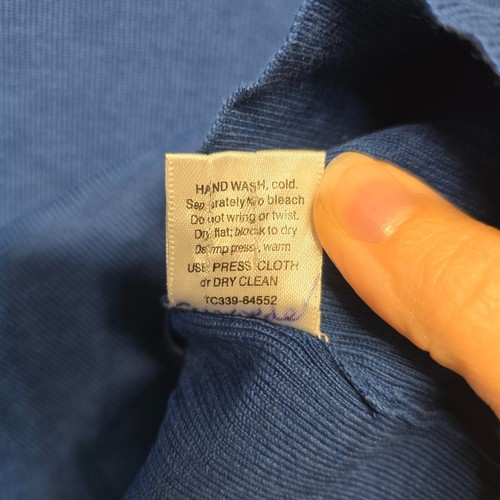 HAND WASH, cold.
Separately No bleach
Do not wring or twist.
Dry flat; block to dry
press, warm
USE PRESS CLOTH
or DRY CLEAN
TC339-64552